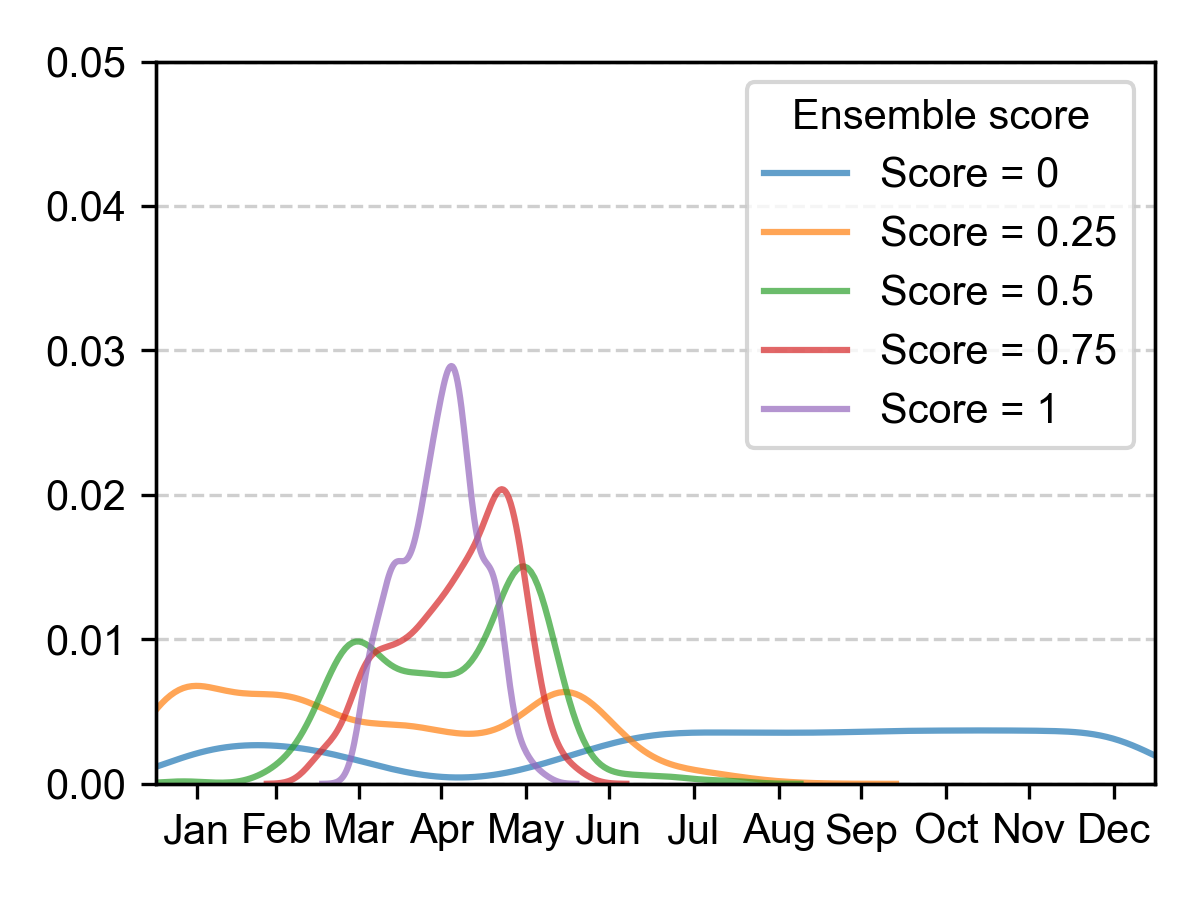 0.05
0.04
0.03
0.02
0.01
0.00
Jan Feb Mar Apr May Jun Jul Aug Sep Oct Nov Dec
Ensemble score
Score = 0
Score = 0.25
Score = 0.5
Score = 0.75
Score = 1